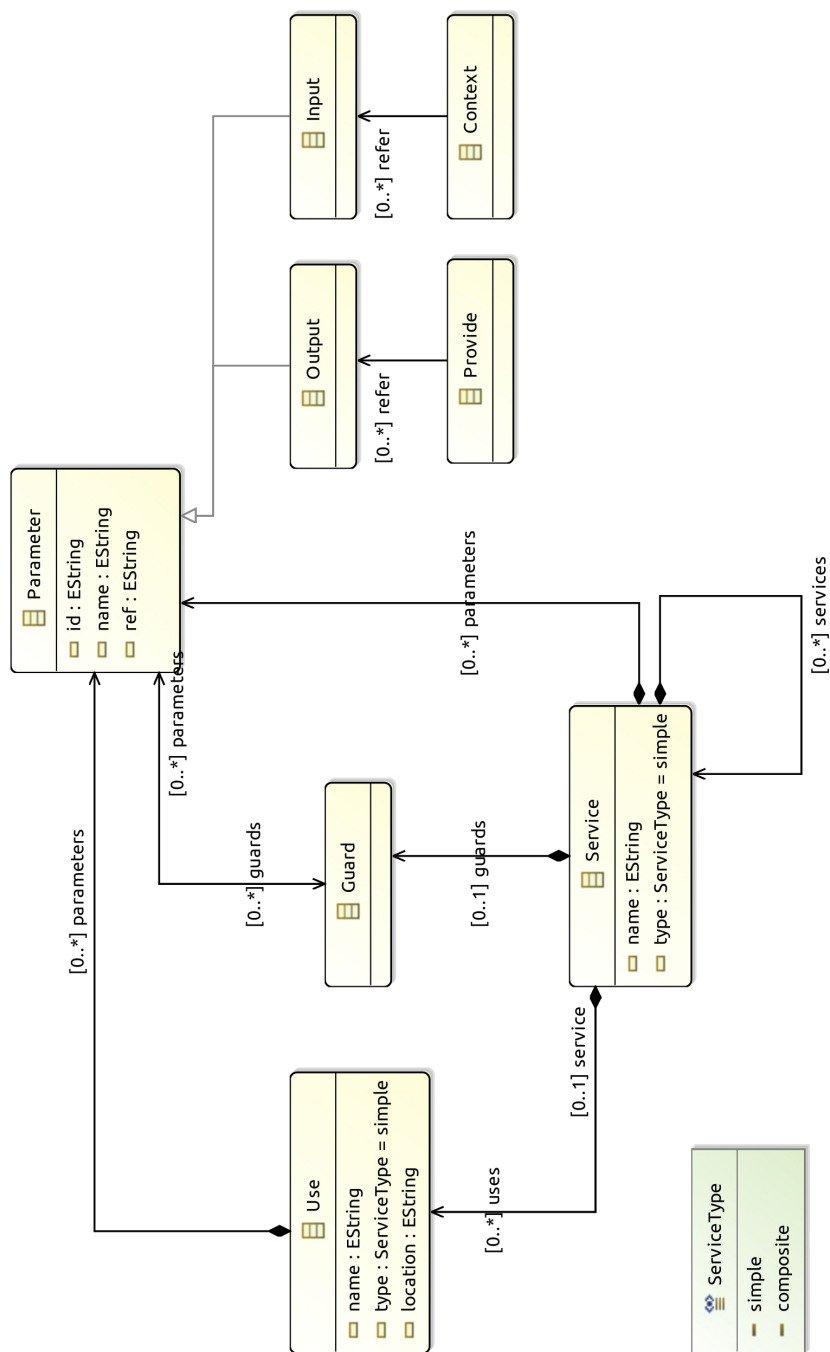 Use
name : EString
type : ServiceType = simple
location : EString
[0..*] parameters
[0..*] uses
[0..1] service
ServiceType
simple
composite
Guard
[0..*] guards
[0..*] parameters
[0..1] guards
Service
name : EString
type : ServiceType = simple
[0..*] services
[0..*] parameters
Parameter
id : EString
name : EString
ref : EString
Output
[0..*] refer
Provide
Input
[0..*] refer
Context